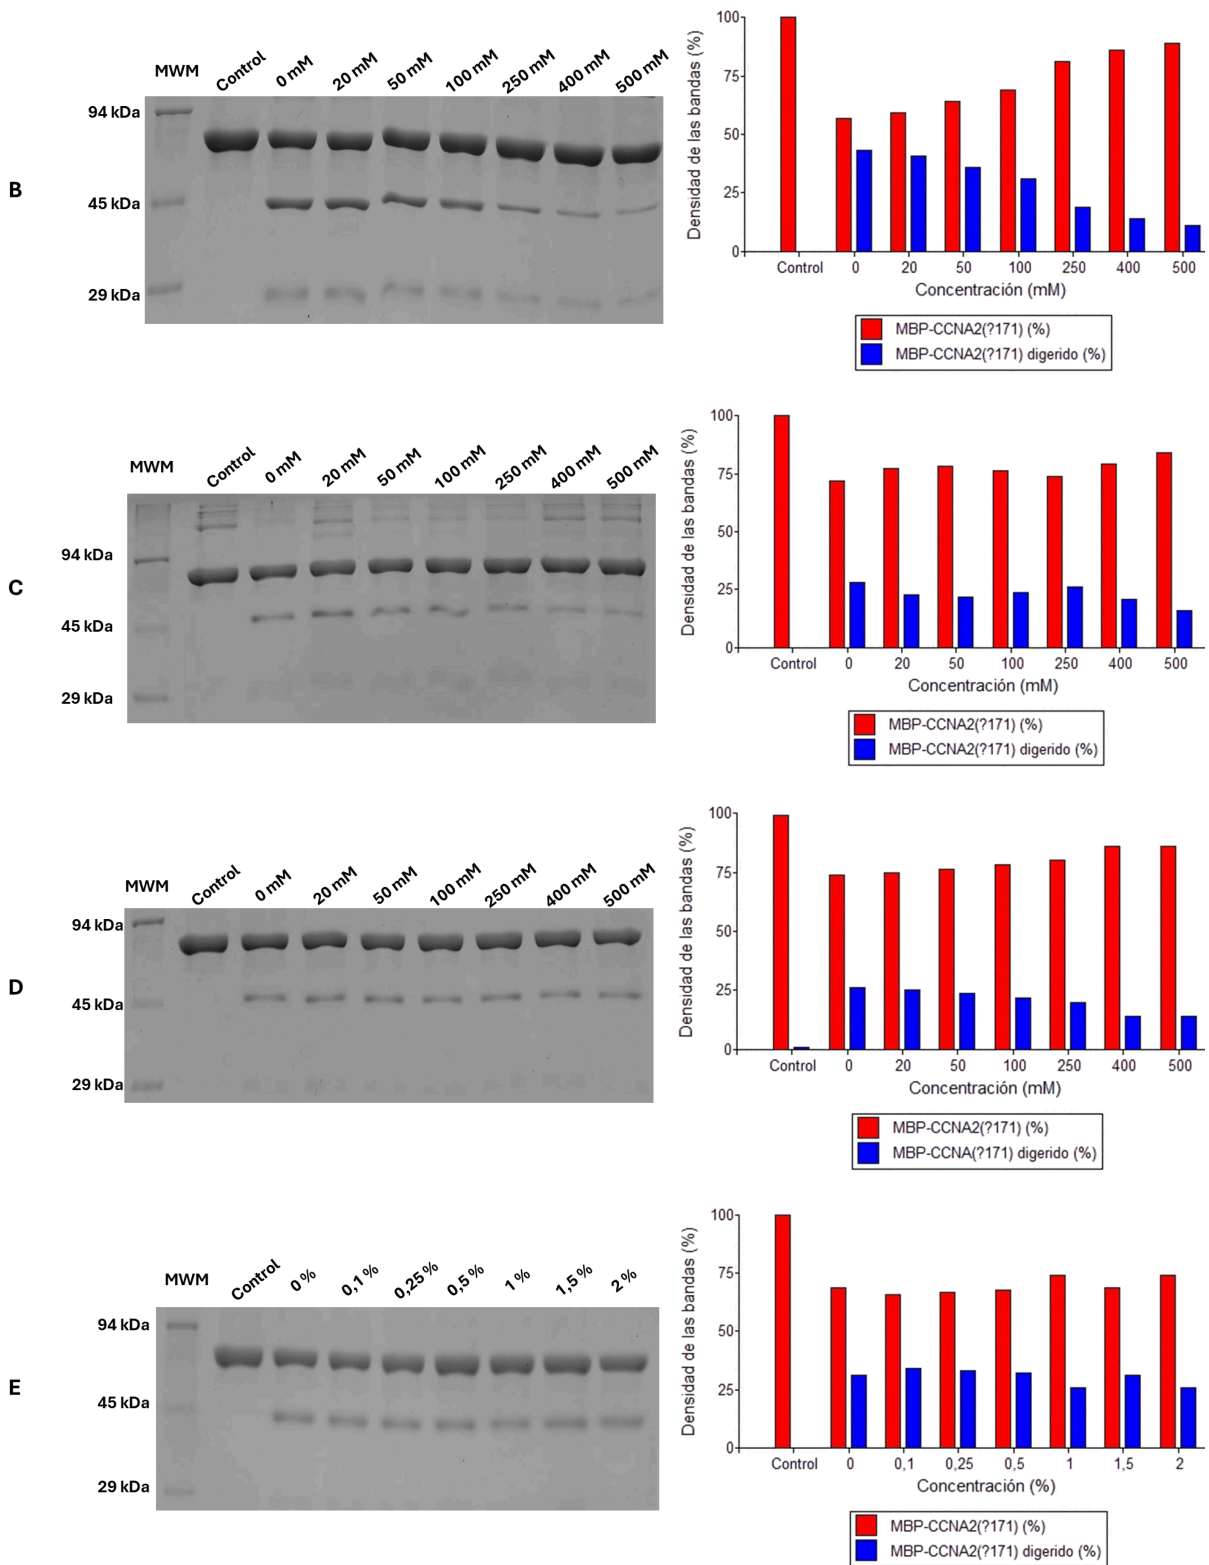 B
MWM Control 0 mM 20 mM 50 mM 100 mM 250 mM 400 mM 500 mM
94 kDa
45 kDa
29 kDa
Densidad de las bandas (%)
100
75
50
25
0
Control 0 20 50 100 250 400 500
Concentración (mM)
MBP-CCNA2(?171) (%)
MBP-CCNA2(?171) digerido (%)
C
MWM Control 0 mM 20 mM 50 mM 100 mM 250 mM 400 mM 500 mM
94 kDa
45 kDa
29 kDa
Densidad de las bandas (%)
100
75
50
25
0
Control 0 20 50 100 250 400 500
Concentración (mM)
MBP-CCNA2(?171) (%)
MBP-CCNA2(?171) digerido (%)
D
MWM Control 0 mM 20 mM 50 mM 100 mM 250 mM 400 mM 500 mM
94 kDa
45 kDa
29 kDa
Densidad de las bandas (%)
100
75
50
25
0
Control 0 20 50 100 250 400 500
Concentración (mM)
MBP-CCNA2(?171) (%)
MBP-CCNA(?171) digerido (%)
E
MWM Control 0 % 0,1 % 0,25 % 0,5 % 1 % 1,5 % 2 %
94 kDa
45 kDa
29 kDa
Densidad de las bandas (%)
100
75
50
25
0
Control 0 0,1 0,25 0,5 1 1,5 2
Concentración (%)
MBP-CCNA2(?171) (%)
MBP-CCNA2(?171) digerido (%)